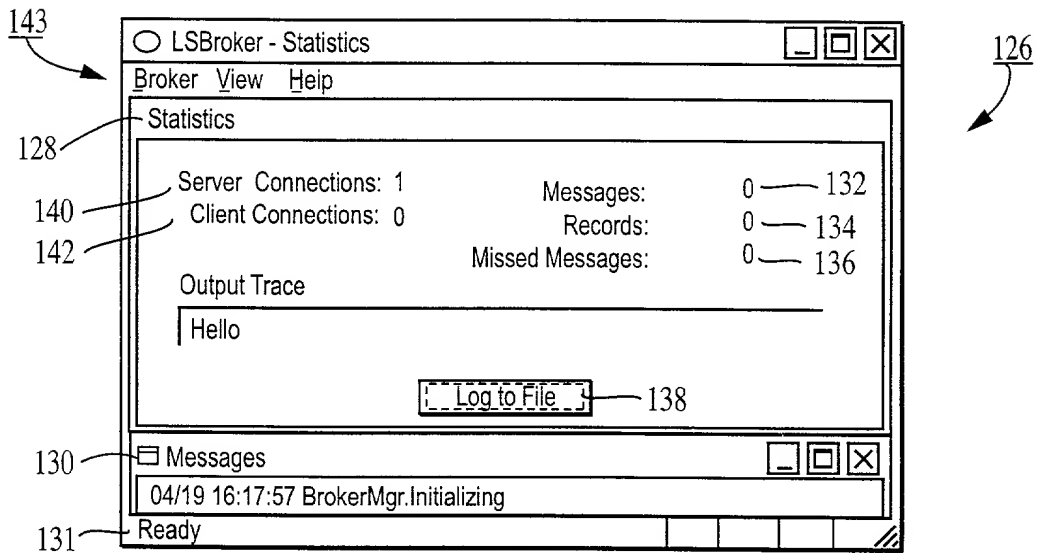 143
LSBroker - Statistics
126
Broker View Help
Statistics
128
Server Connections: 1
140
Client Connections: 0
142
Messages: 0 132
Records: 0 134
Missed Messages: 0 136
Output Trace
Hello
Log to File 138
130 Messages
04/19 16:17:57 BrokerMgr.Initializing
131 Ready